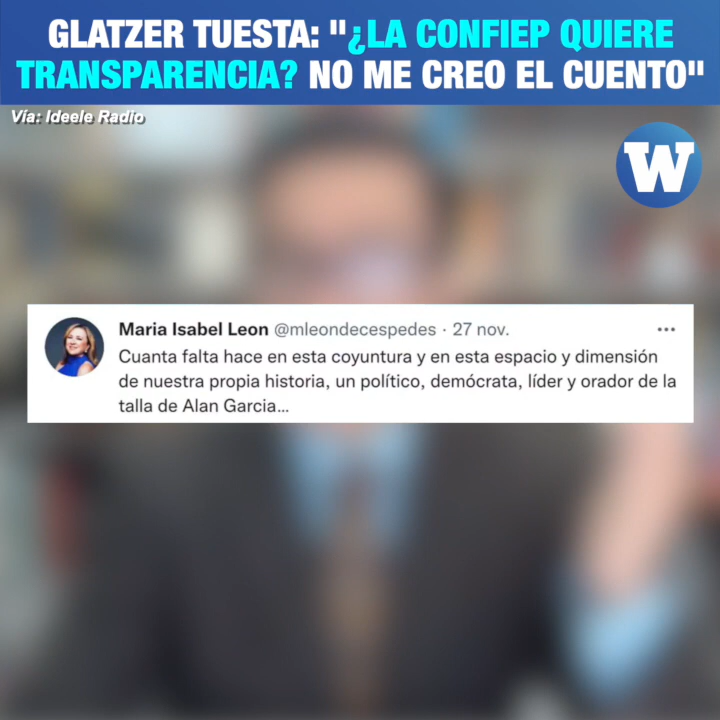 GLATZER TUESTA: "¿LA CONFIEP QUIERE
TRANSPARENCIA? NO ME CREO EL CUENTO"
Vía: Ideele Radio
W
Maria Isabel Leon @mleondecespedes · 27 nov.
Cuanta falta hace en esta coyuntura y en esta espacio y dimensión
de nuestra propia historia, un político, demócrata, líder y orador de la
talla de Alan Garcia...